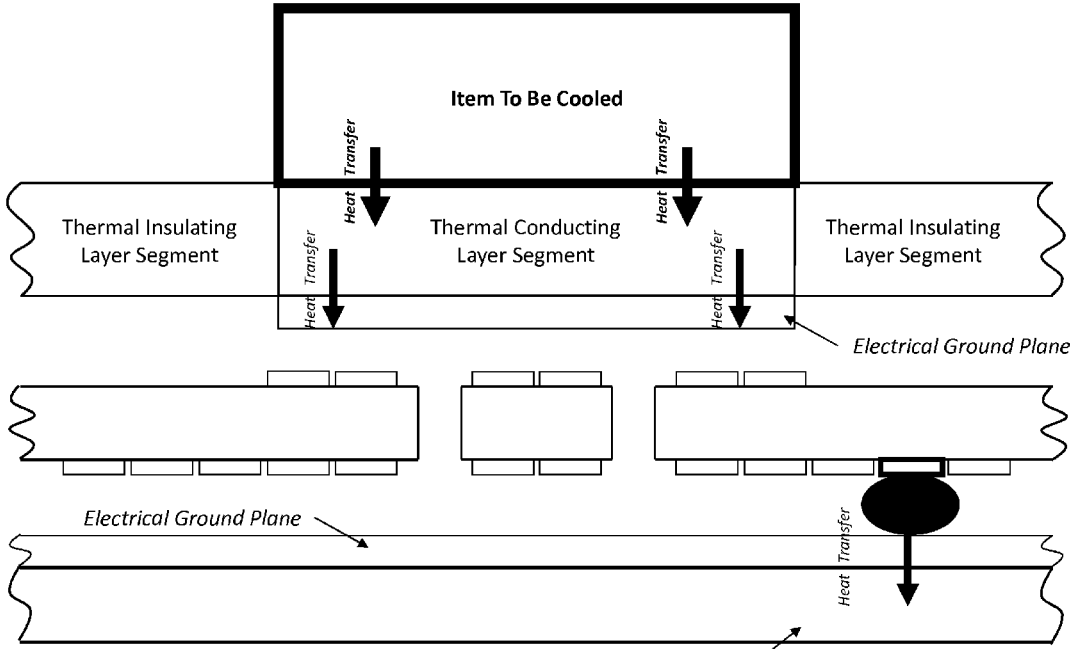 Item To Be Cooled
Heat Transfer
Heat Transfer
Thermal Insulating
Layer Segment
Thermal Conducting
Layer Segment
Thermal Insulating
Layer Segment
Heat Transfer
Heat Transfer
Electrical Ground Plane
Electrical Ground Plane
Heat Transfer